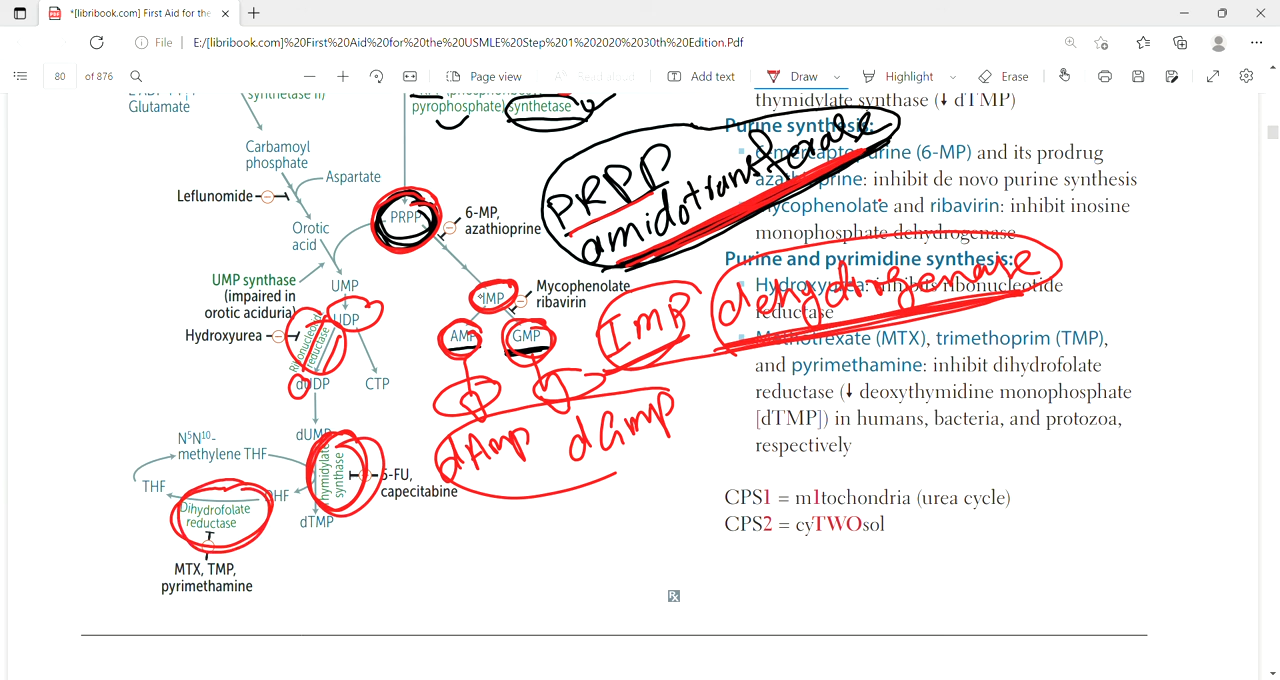 *[libribook.com] First Aid for the
File
E:/[libribook.com]%20First%20Aid%20for%20the%20USMLE%20Step%201%202020%2030th%20Edition.Pdf
80 of 876
Page view
Read aloud
Add text
Draw
Highlight
Erase
Glutamate
synthetase II)
pyrophosphate) synthetase
Carbamoyl
phosphate
Aspartate
Leflunomide
Orotic
acid
PRPP
6-MP,
azathioprine
UMP synthase
(impaired in
orotic aciduria)
UMP
UDP
Hydroxyurea
Ribonucleotide
reductase
dUDP
CTP
IMP
Mycophenolate
ribavirin
AMP
GMP
dUMP
N5N10-
methylene THF
THF
DHF
Thymidylate
synthase
5-FU,
capecitabine
Dihydrofolate
reductase
dTMP
MTX, TMP,
pyrimethamine
PRPP
amidotransferase
IMP dehydrogenase
dAmp dGmp
thymidylate synthase (↓ dTMP)
Purine synthesis:
6-mercaptopurine (6-MP) and its prodrug
azathioprine: inhibit de novo purine synthesis
Mycophenolate and ribavirin: inhibit inosine
monophosphate dehydrogenase
Purine and pyrimidine synthesis:
Hydroxyurea: inhibits ribonucleotide
reductase
Methotrexate (MTX), trimethoprim (TMP),
and pyrimethamine: inhibit dihydrofolate
reductase (↓ deoxythymidine monophosphate
[dTMP]) in humans, bacteria, and protozoa,
respectively
CPS1 = m1tochondria (urea cycle)
CPS2 = cyTWOsol
Rx